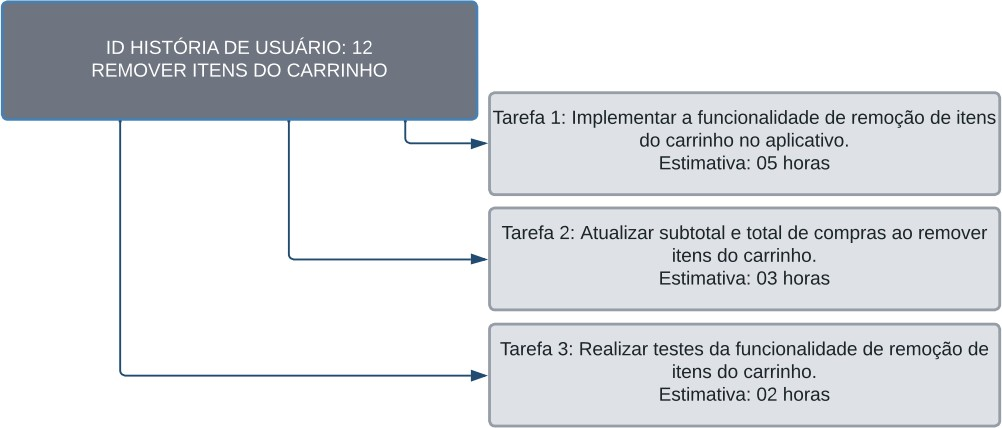 ID HISTÓRIA DE USUÁRIO: 12
REMOVER ITENS DO CARRINHO
Tarefa 1: Implementar a funcionalidade de remoção de itens
do carrinho no aplicativo.
Estimativa: 05 horas
Tarefa 2: Atualizar subtotal e total de compras ao remover
itens do carrinho.
Estimativa: 03 horas
Tarefa 3: Realizar testes da funcionalidade de remoção de
itens do carrinho.
Estimativa: 02 horas